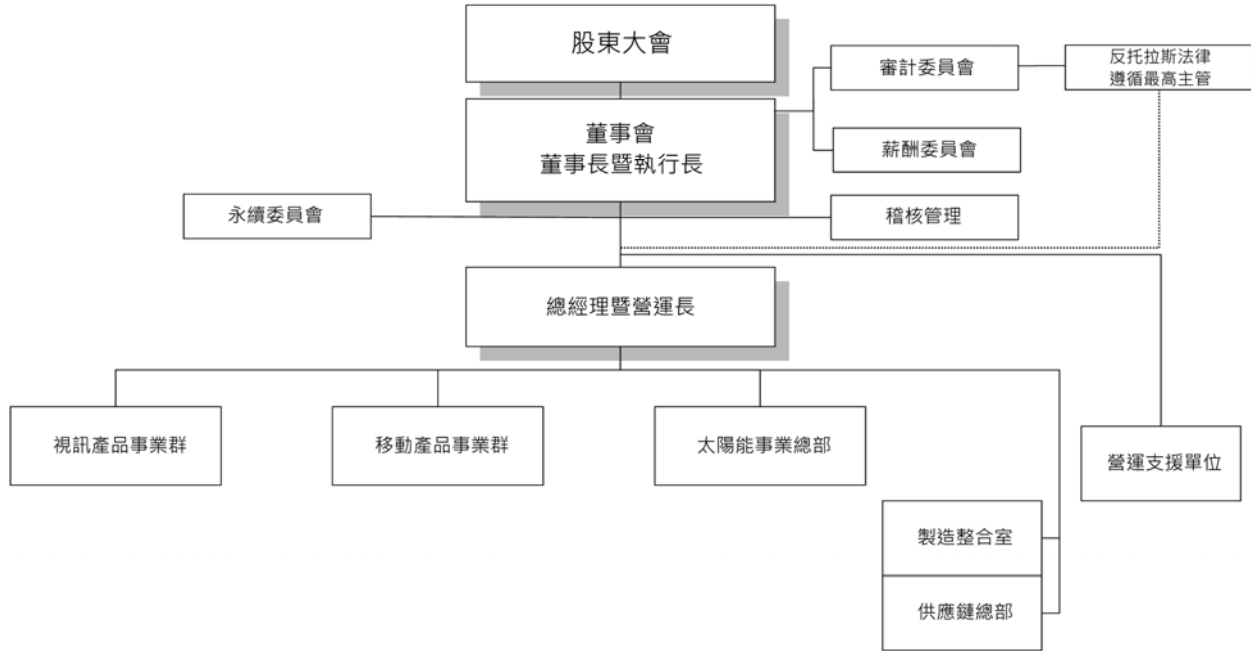 股東大會
審計委員會
反托拉斯法律
遵循最高主管
董事會
董事長暨執行長
薪酬委員會
永續委員會
稽核管理
總經理暨營運長
視訊產品事業群
移動產品事業群
太陽能事業總部
營運支援單位
製造整合室
供應鏈總部